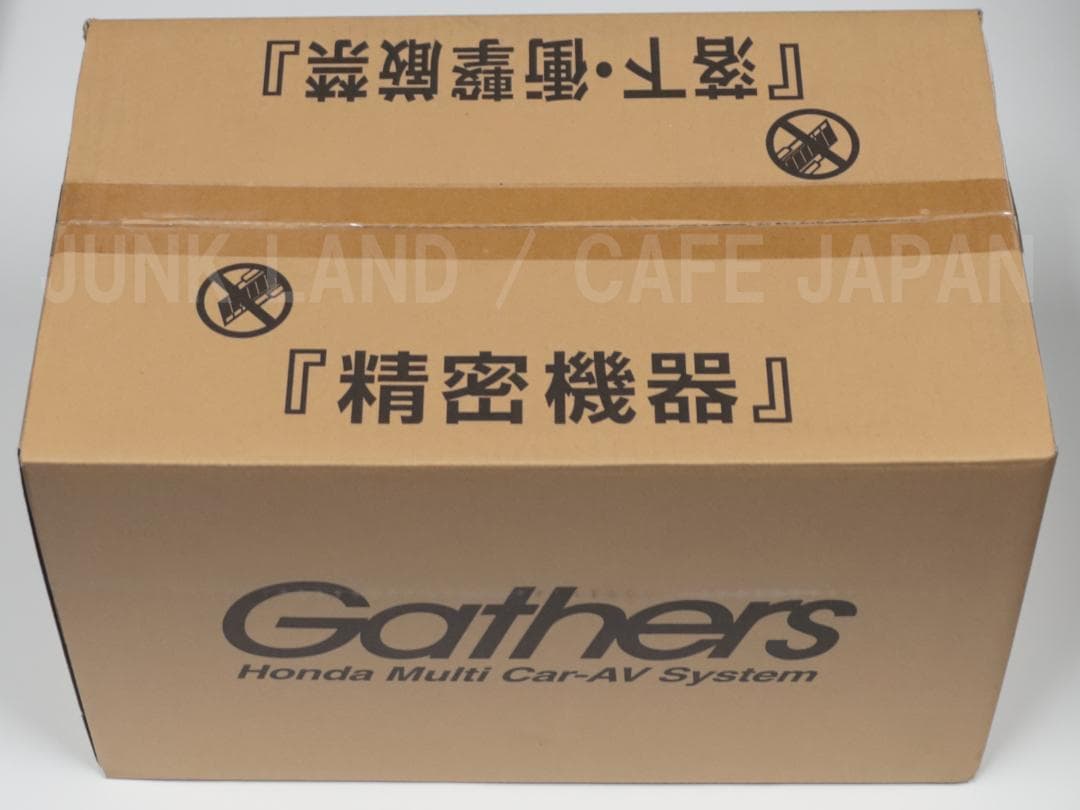 『落下・衝撃厳禁』
JUNK LAND / CAFE JAPAN
『精密機器』
Gathers
Honda Multi Car-AV System